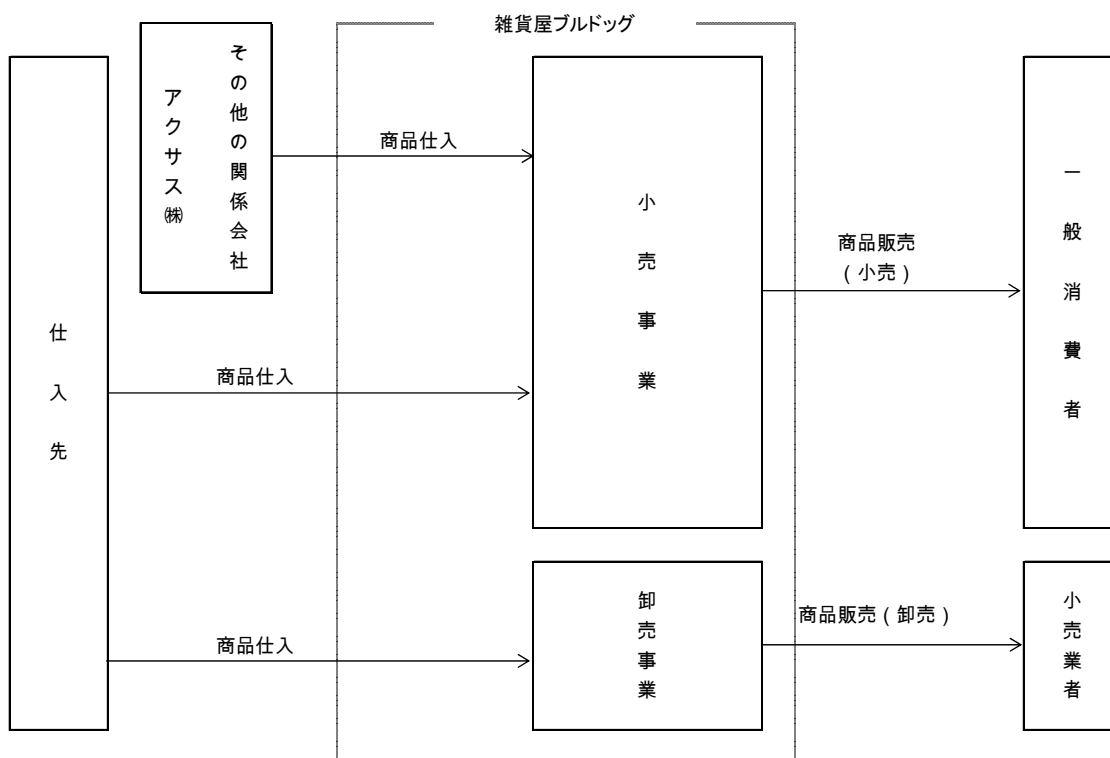 雑貨屋ブルドッグ
その他の関係会社
アクサス㈱
商品仕入
小売事業
一般消費者
商品販売
(小売)
仕入先
商品仕入
卸売事業
商品販売(卸売)
小売業者
商品仕入